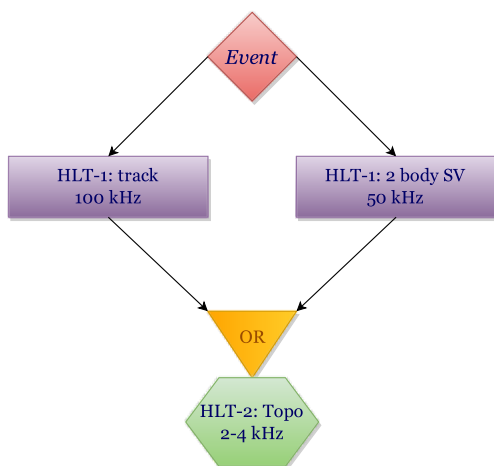 Event
HLT-1: track
100 kHz
HLT-1: 2 body SV
50 kHz
OR
HLT-2: Topo
2-4 kHz